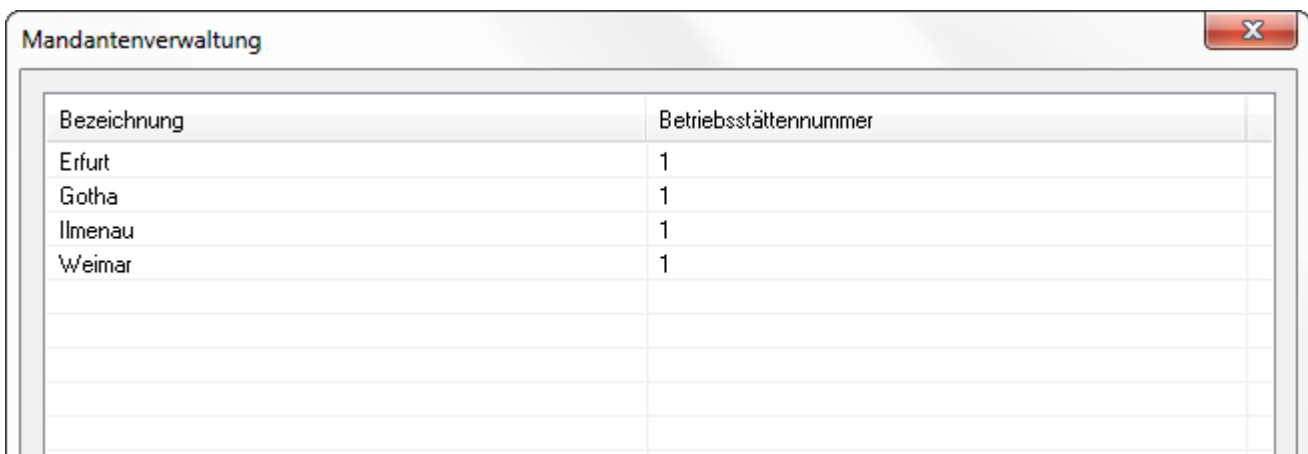 Mandantenverwaltung
Bezeichnung Betriebsstättennummer
Erfurt 1
Gotha 1
Ilmenau 1
Weimar 1